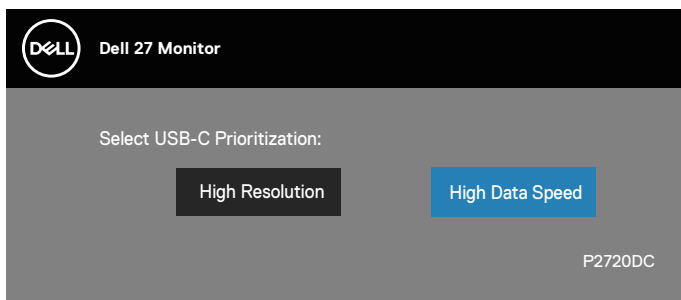 DELL
Dell 27 Monitor
Select USB-C Prioritization:
High Resolution
High Data Speed
P2720DC